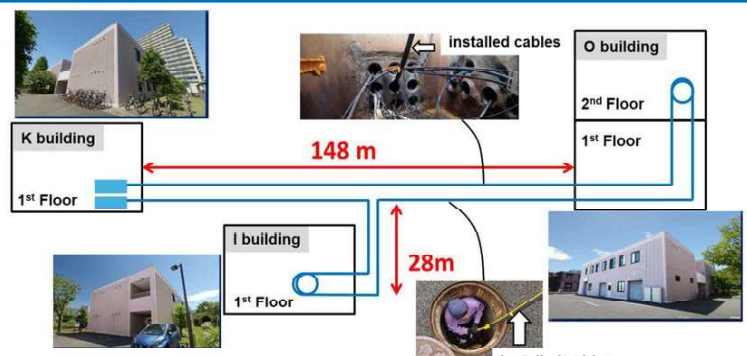 installed cables
O building
2nd Floor
1st Floor
K building
148 m
1st Floor
I building
28m
1st Floor